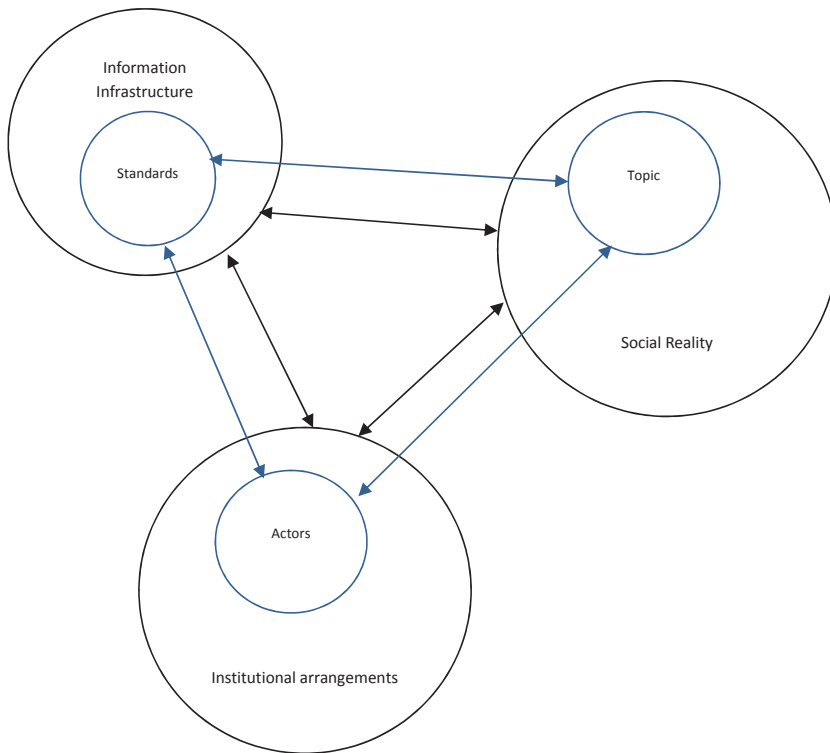 Information
Infrastructure
Standards
Topic
Social Reality
Actors
Institutional arrangements